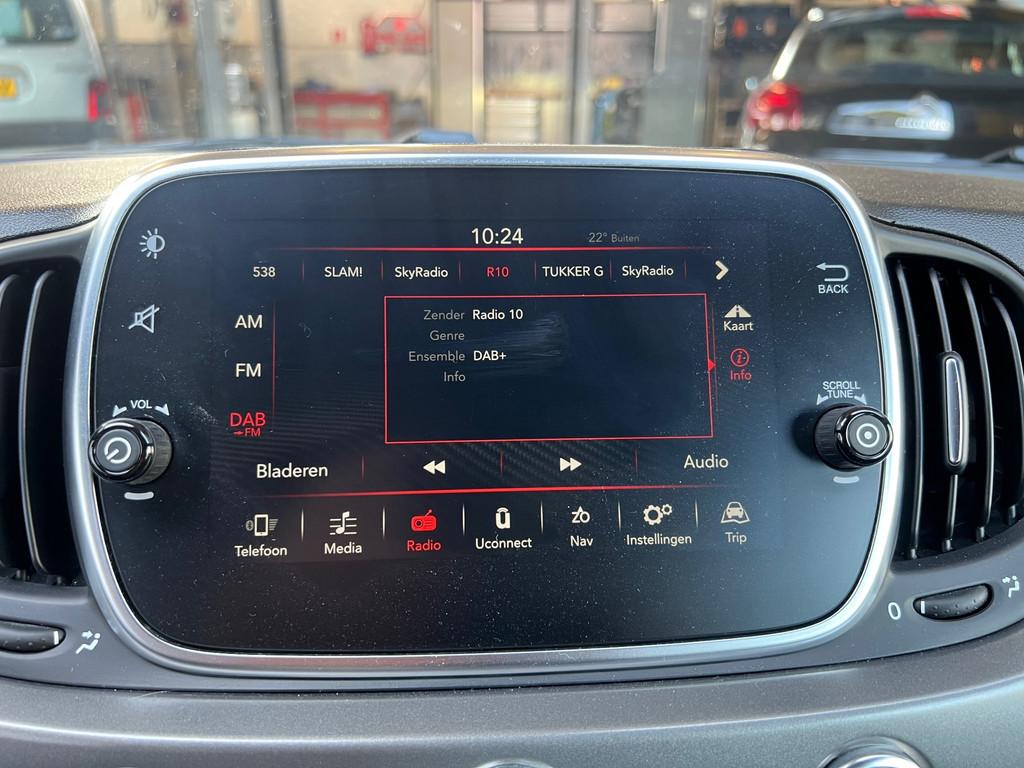 10:24 22° Buiten
538 SLAM! SkyRadio R10 TUKKER G SkyRadio
BACK
AM
FM
DAB
→FM
Zender Radio 10
Genre
Ensemble DAB+
Info
Kaart
Info
VOL
SCROLL
TUNE
Bladeren Audio
Telefoon Media Radio Uconnect Nav Instellingen Trip
0